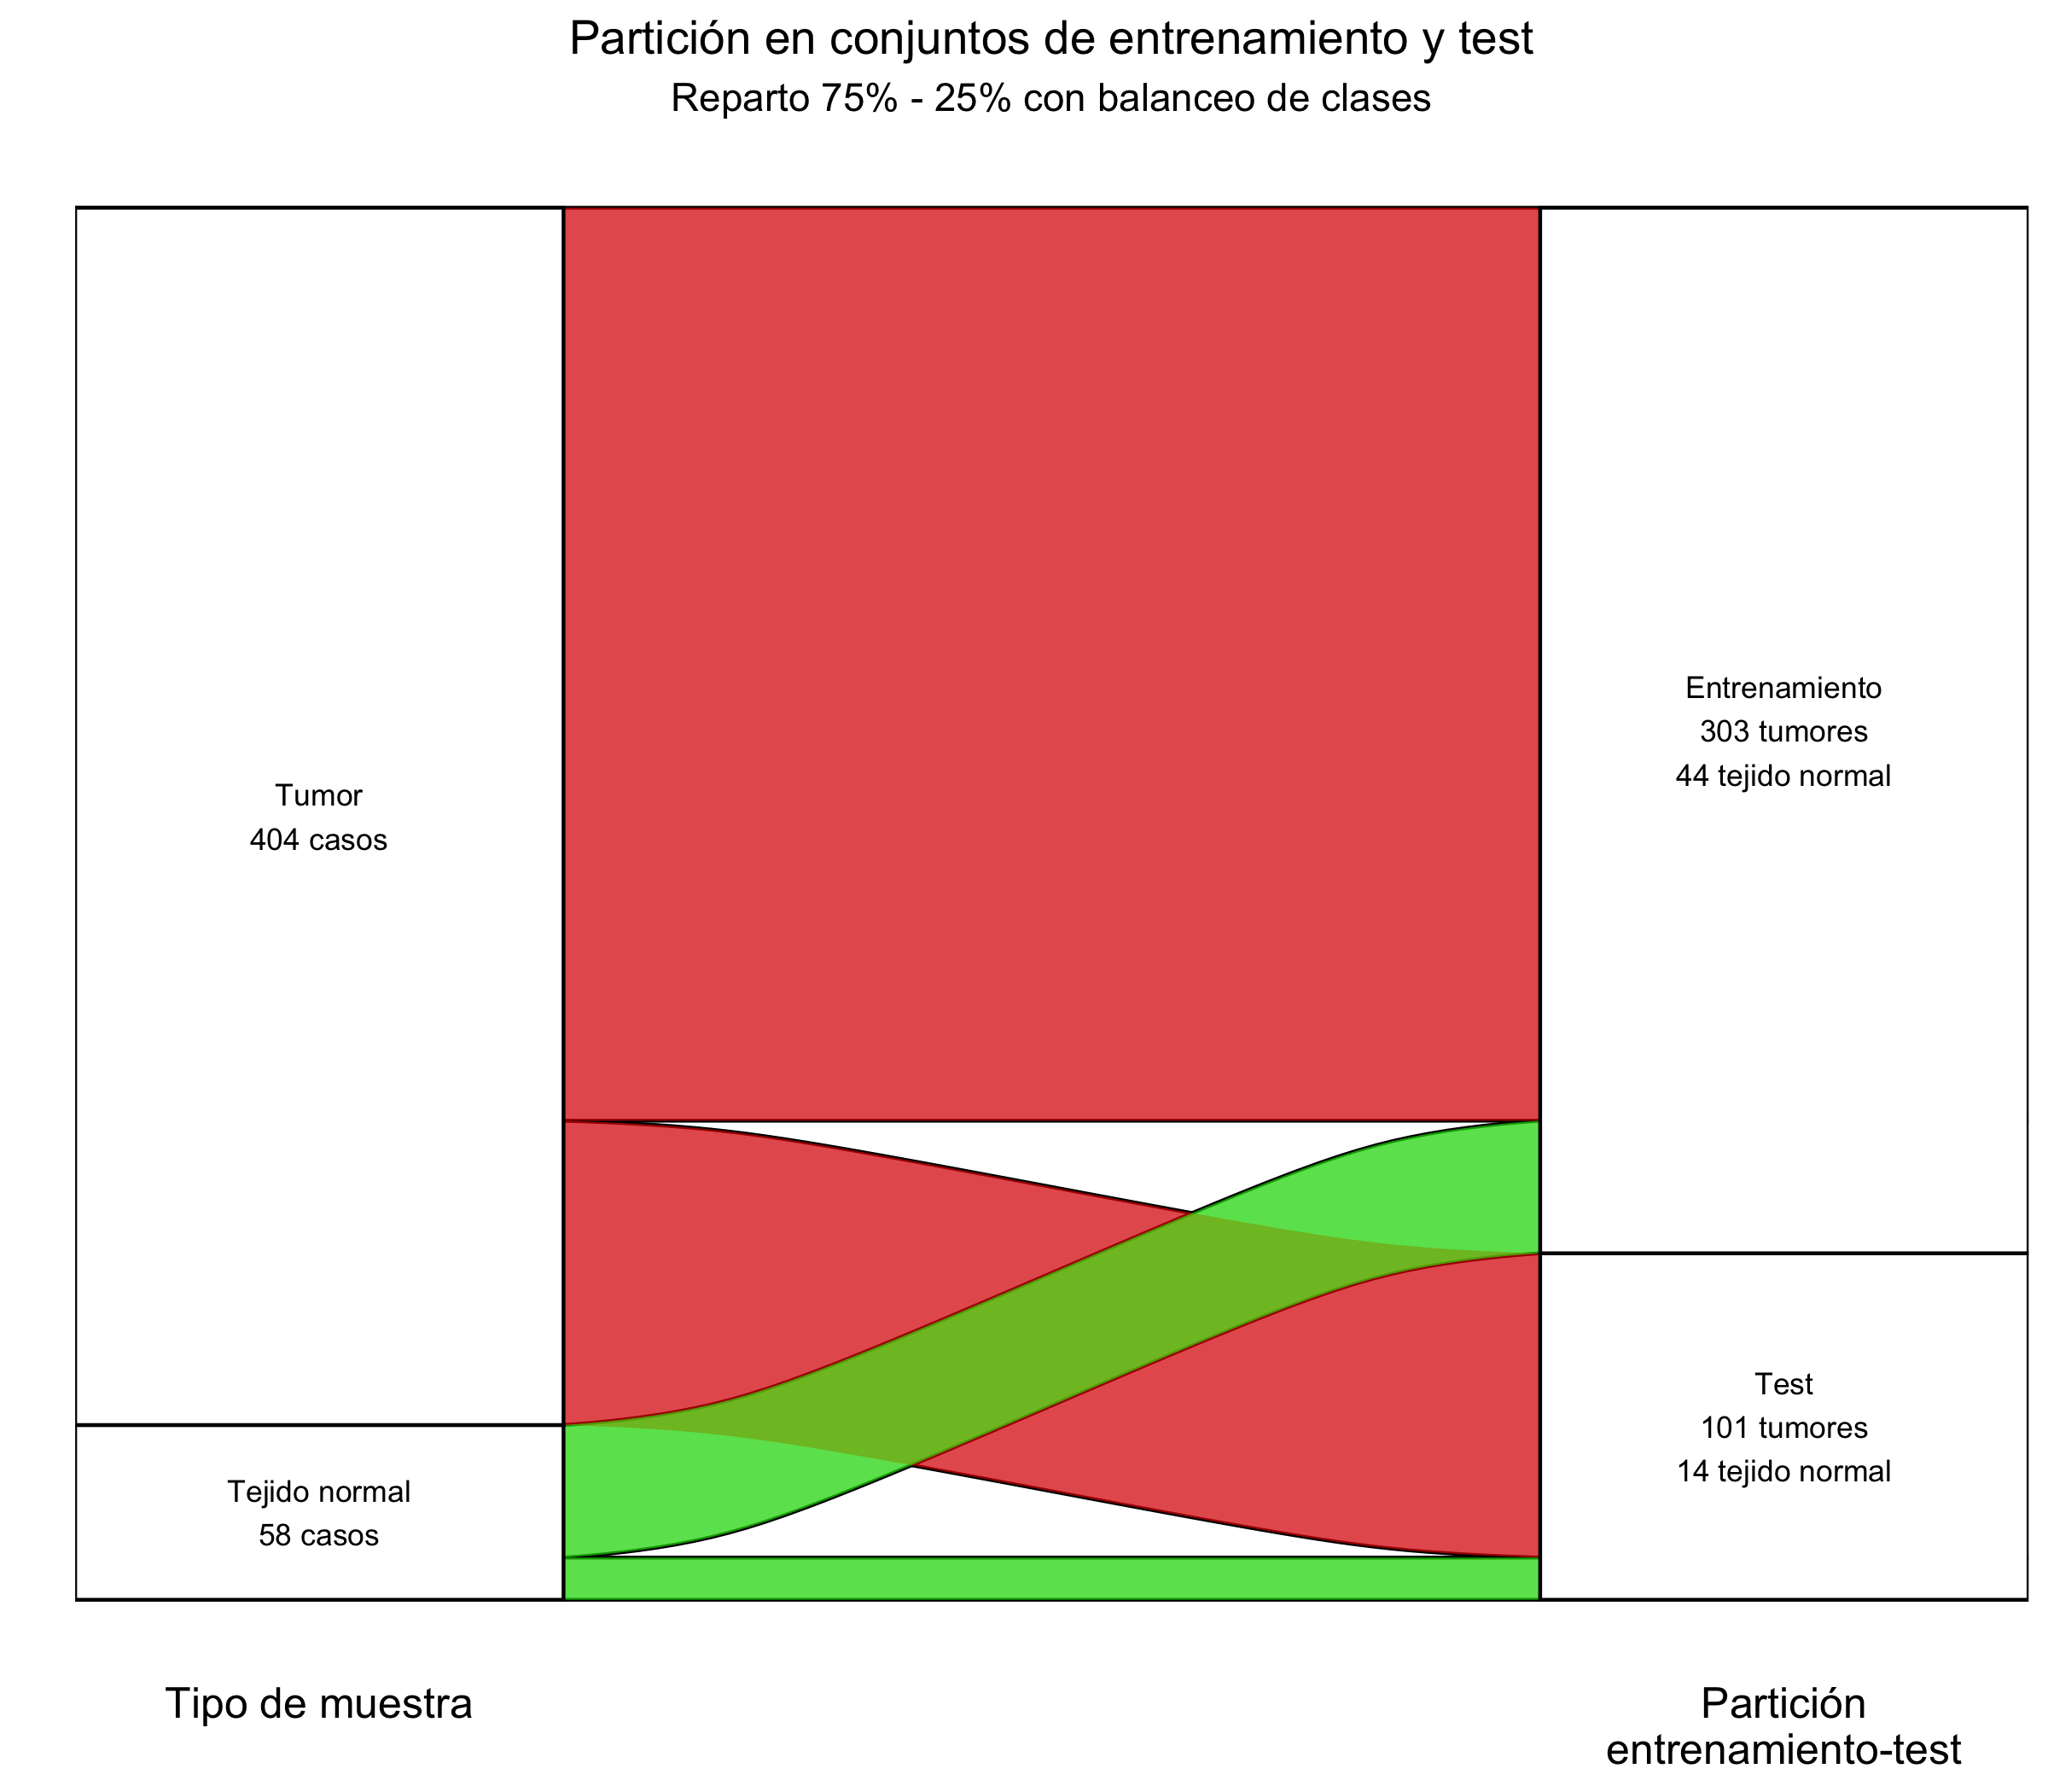 Partición en conjuntos de entrenamiento y test
Reparto 75% - 25% con balanceo de clases
Tumor
404 casos
Tejido normal
58 casos
Entrenamiento
303 tumores
44 tejido normal
Test
101 tumores
14 tejido normal
Tipo de muestra
Partición
entrenamiento-test